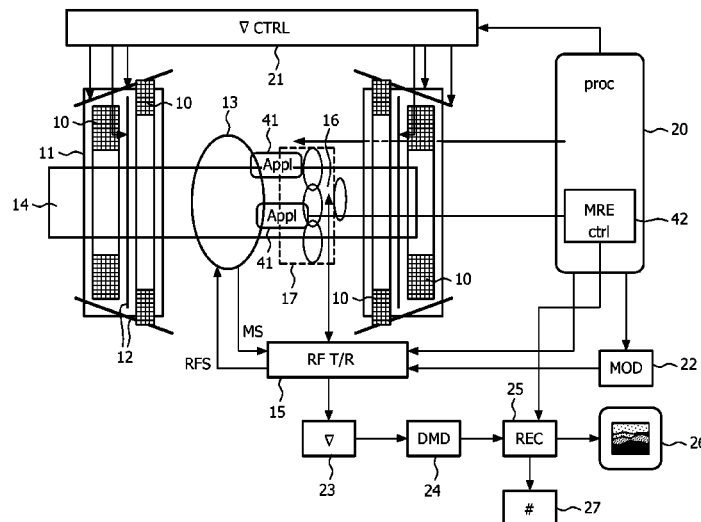 ∇ CTRL
21
proc
20
10
10
13
41
16
11
Appl
14
Appl
MRE
ctrl
42
41
17
10
10
12
MS
RFS
RF T/R
15
MOD
22
25
∇
23
DMD
24
REC
26
#
27